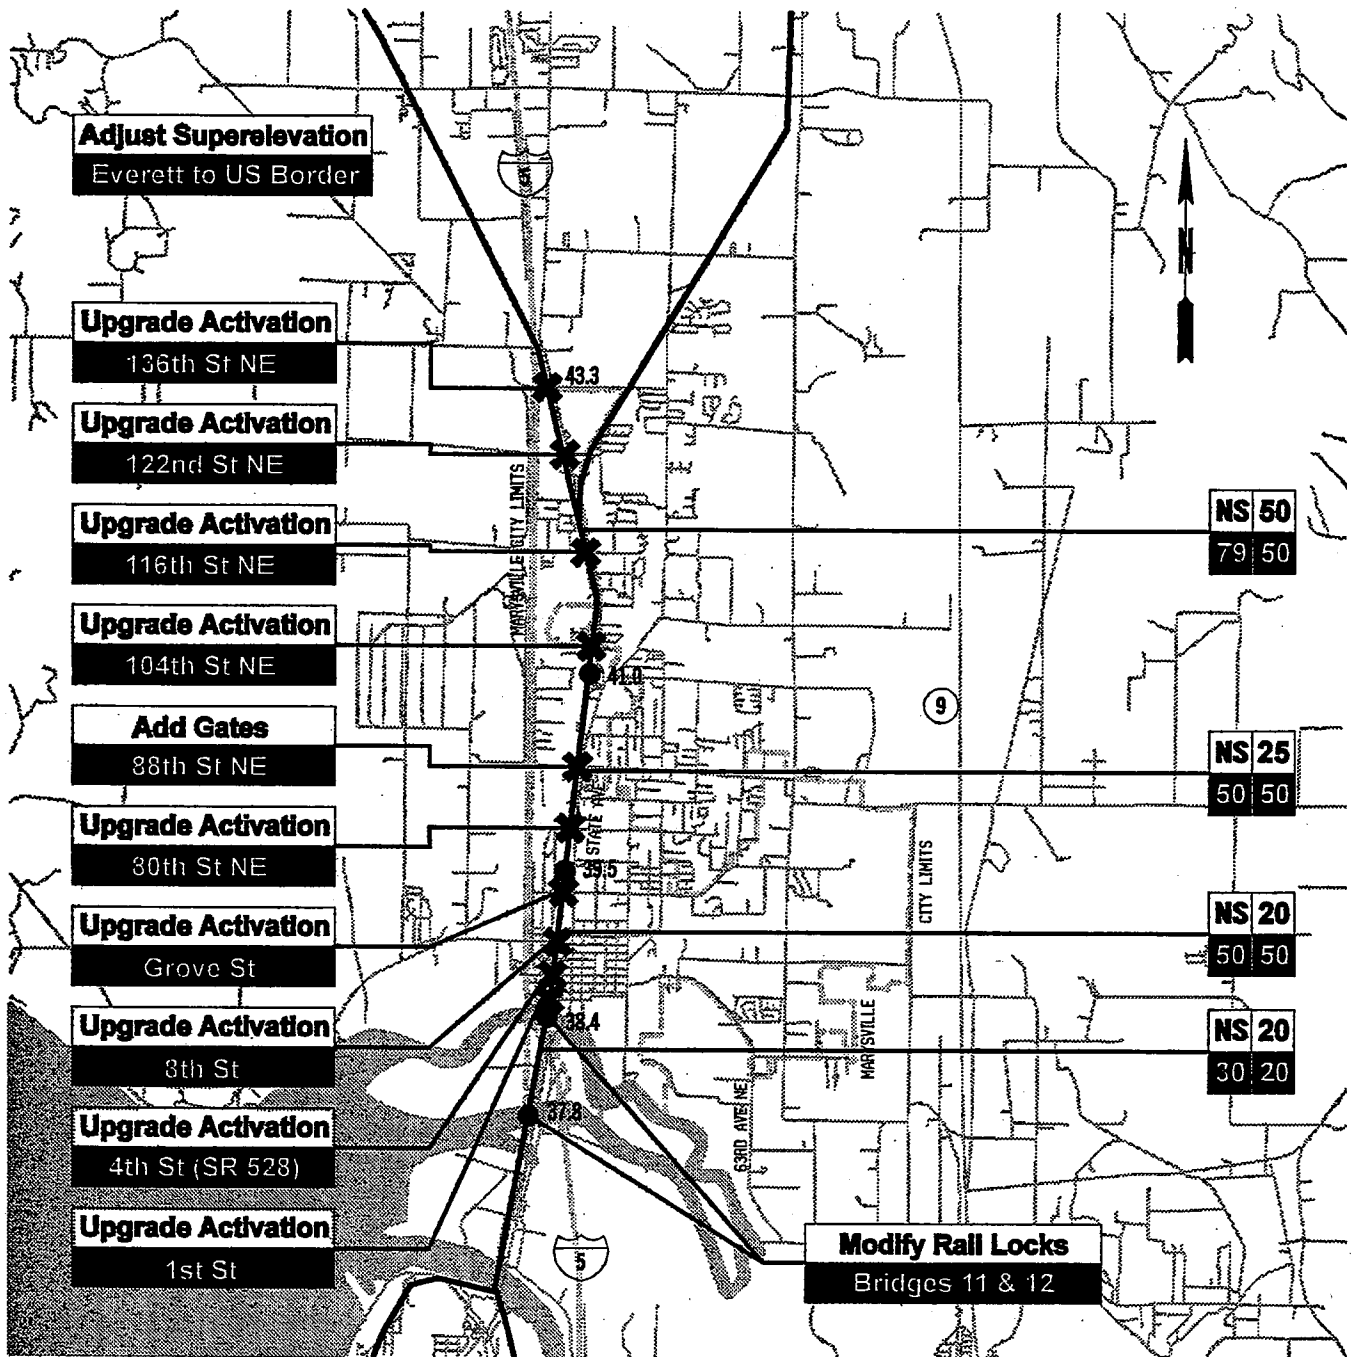 Adjust Superelevation
Everett to US Border
N
Upgrade Activation
136th St NE
43.3
Upgrade Activation
122nd St NE
MARYSVILLE CITY LIMITS
Upgrade Activation
116th St NE
NS 50
79 50
Upgrade Activation
104th St NE
41.0
9
Add Gates
88th St NE
NS 25
50 50
Upgrade Activation
80th St NE
STATE AVE
39.5
CITY LIMITS
Upgrade Activation
Grove St
NS 20
50 50
Upgrade Activation
8th St
38.4
MARYSVILLE
NS 20
30 20
Upgrade Activation
4th St (SR 528)
37.8
63RD AVE NE
Upgrade Activation
1st St
5
Modify Rail Locks
Bridges 11 & 12